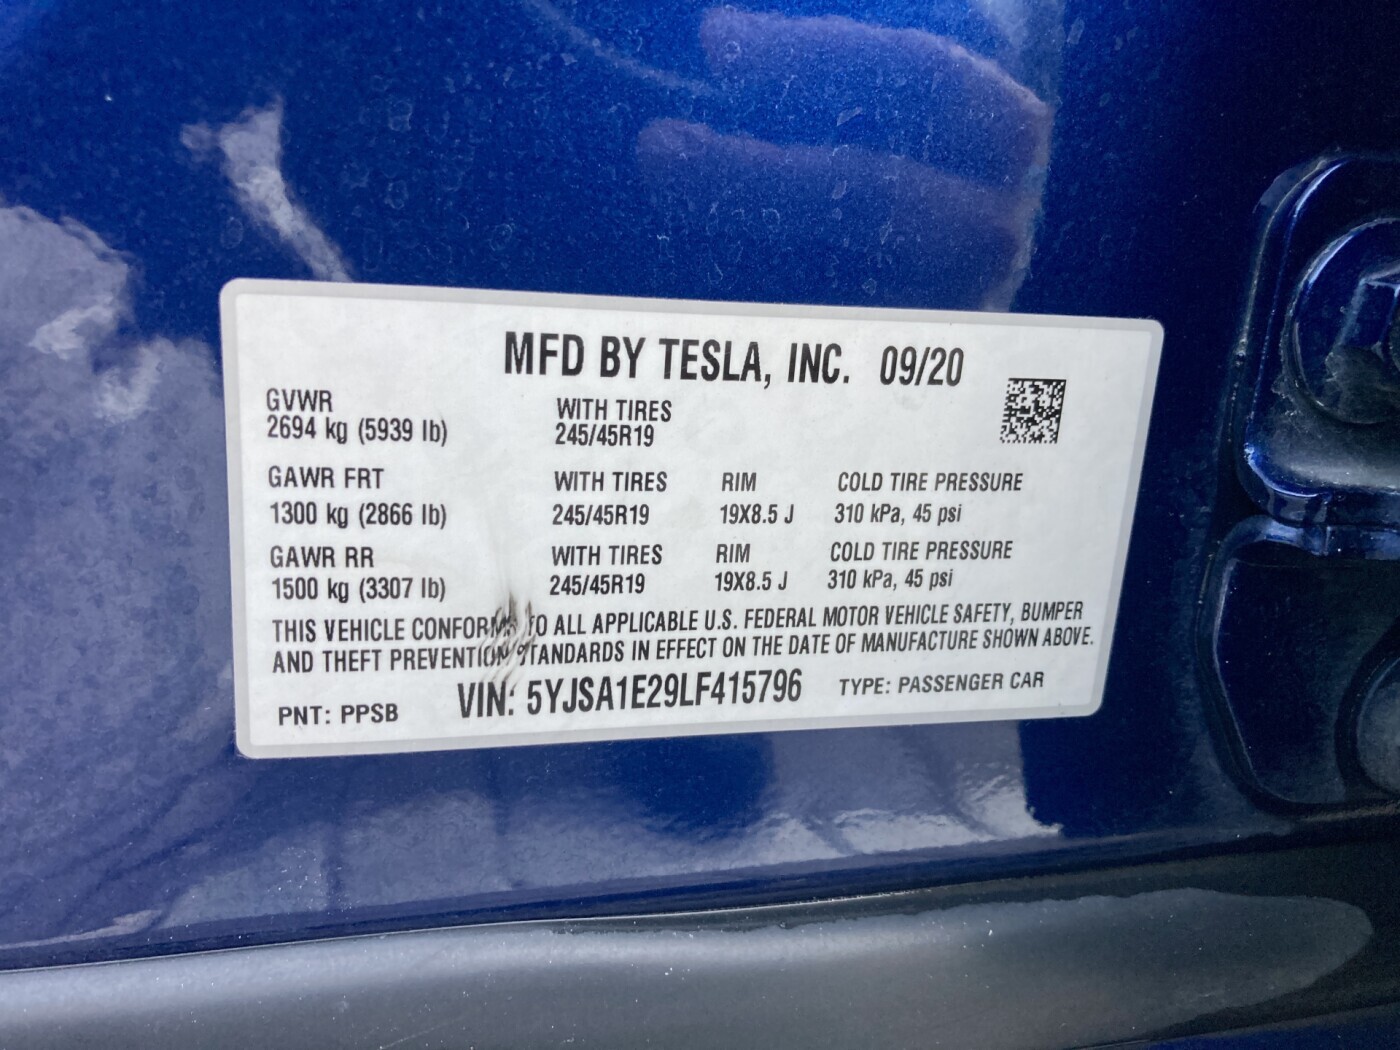 MFD BY TESLA, INC. 09/20
GVWR
2694 kg (5939 lb)
WITH TIRES
245/45R19
GAWR FRT
1300 kg (2866 lb)
WITH TIRES
245/45R19
RIM
19X8.5 J
COLD TIRE PRESSURE
310 kPa, 45 psi
GAWR RR
1500 kg (3307 lb)
WITH TIRES
245/45R19
RIM
19X8.5 J
COLD TIRE PRESSURE
310 kPa, 45 psi
THIS VEHICLE CONFORMS TO ALL APPLICABLE U.S. FEDERAL MOTOR VEHICLE SAFETY, BUMPER
AND THEFT PREVENTION STANDARDS IN EFFECT ON THE DATE OF MANUFACTURE SHOWN ABOVE.
PNT: PPSB
VIN: 5YJSA1E29LF415796
TYPE: PASSENGER CAR